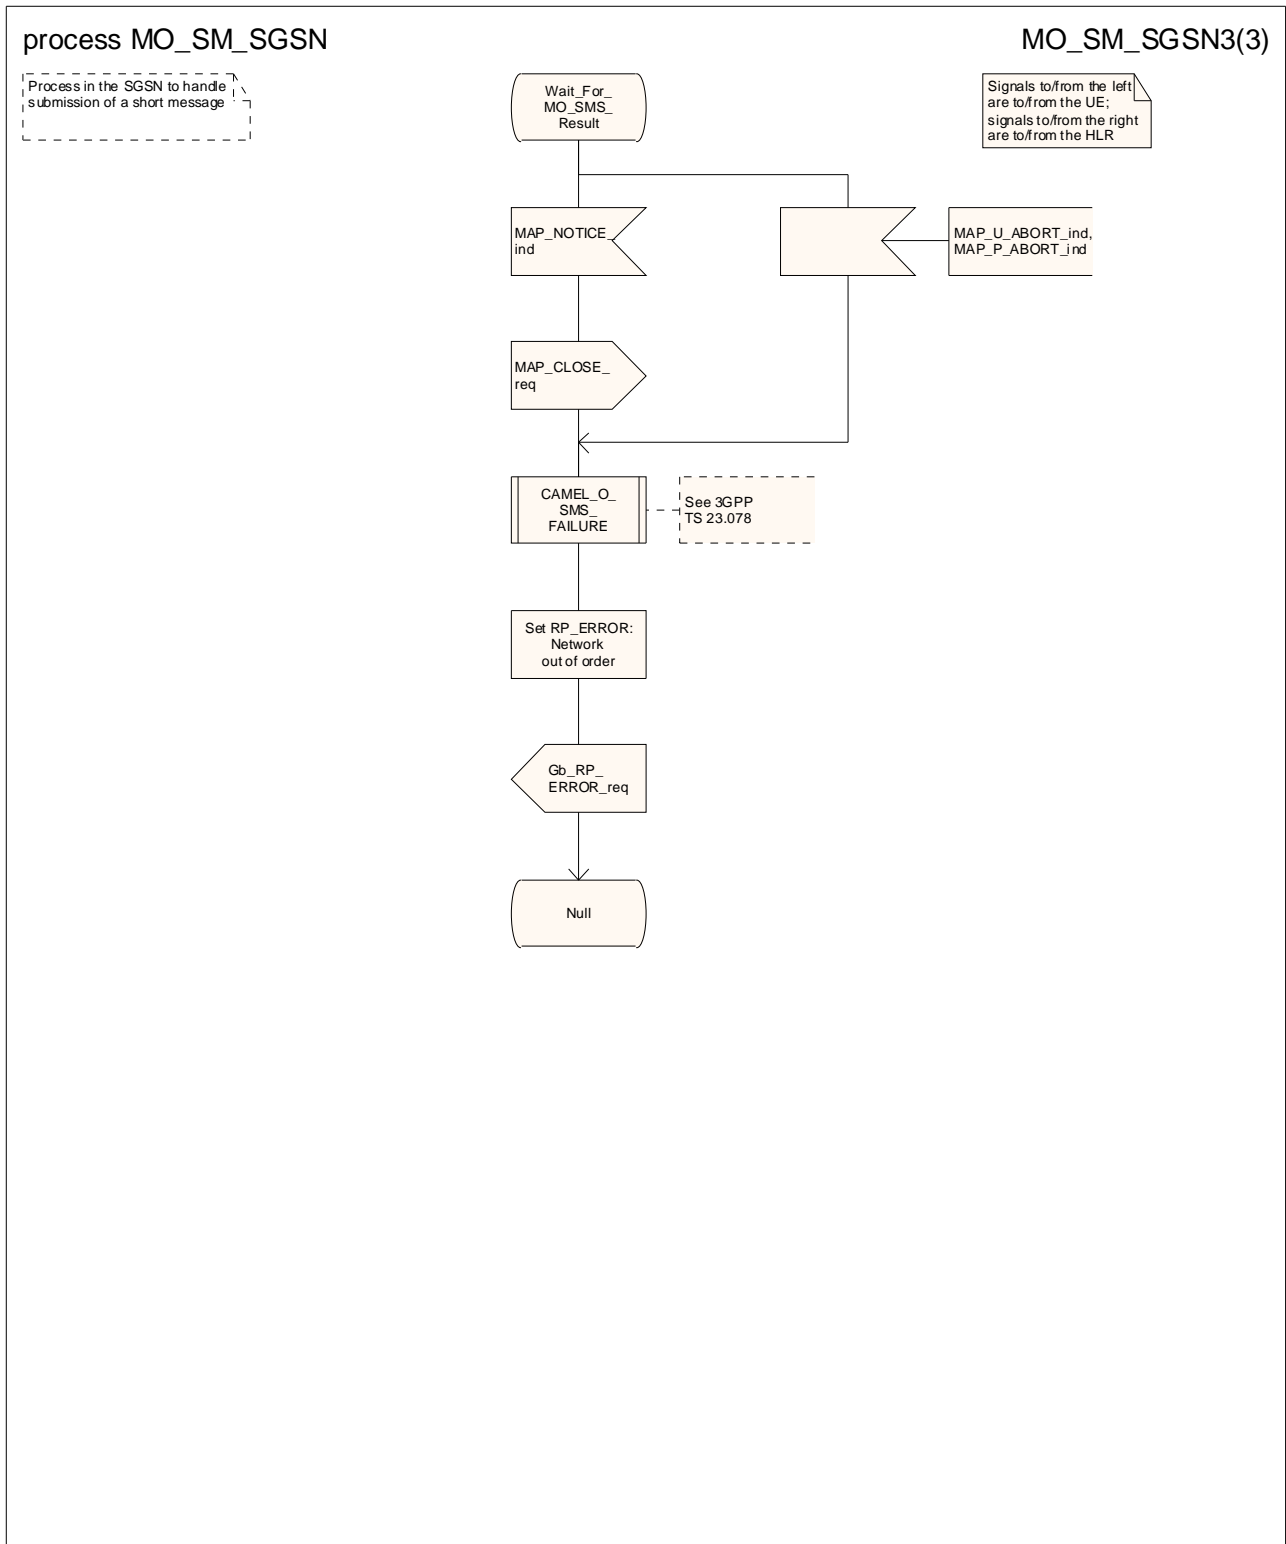 process MO_SM_SGSN
MO_SM_SGSN3(3)
Process in the SGSN to handle
submission of a short message
Wait_For_
MO_SMS_
Result
Signals to/from the left
are to/from the UE;
signals to/from the right
are to/from the HLR
MAP_NOTICE_
ind
MAP_U_ABORT_ind,
MAP_P_ABORT_ind
MAP_CLOSE_
req
CAMEL_O_
SMS_
FAILURE
See 3GPP
TS 23.078
Set RP_ERROR:
Network
out of order
Gb_RP_
ERROR_req
Null